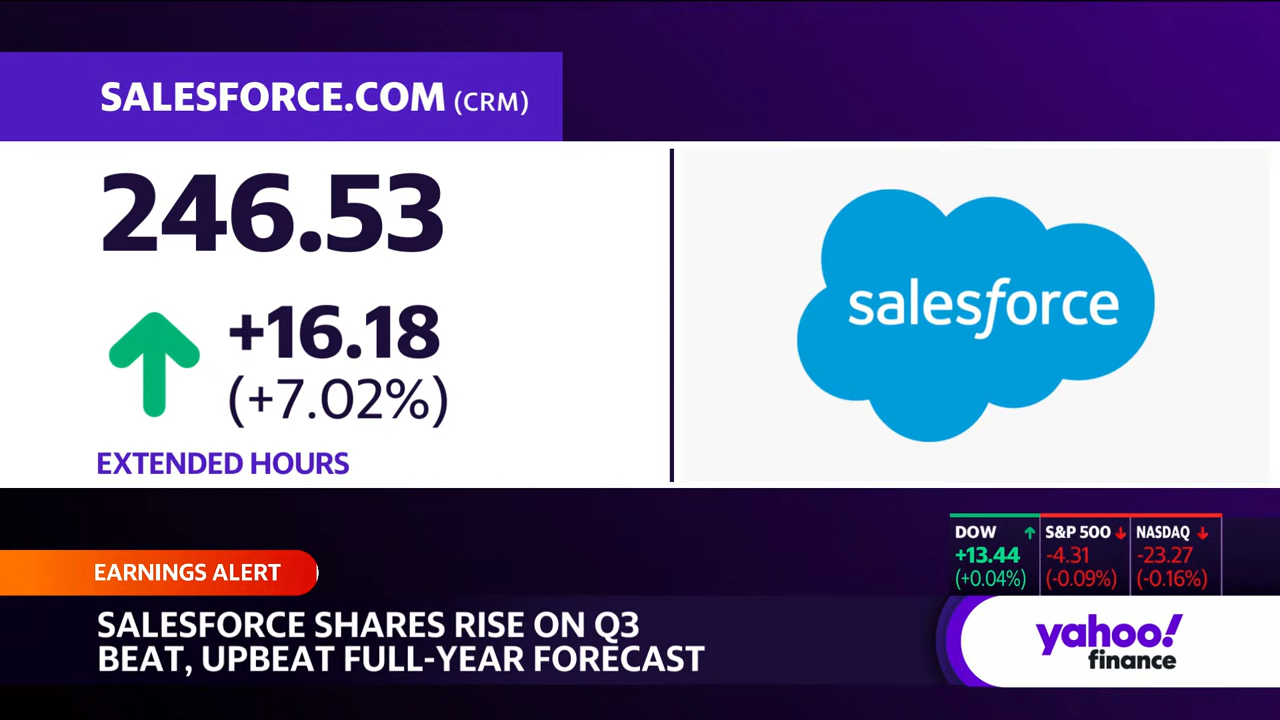 SALESFORCE.COM (CRM)
246.53
+16.18
(+7.02%)
EXTENDED HOURS
salesforce
EARNINGS ALERT
SALESFORCE SHARES RISE ON Q3
BEAT, UPBEAT FULL-YEAR FORECAST
DOW
+13.44
(+0.04%)
S&P 500
-4.31
(-0.09%)
NASDAQ
-23.27
(-0.16%)
yahoo!
finance